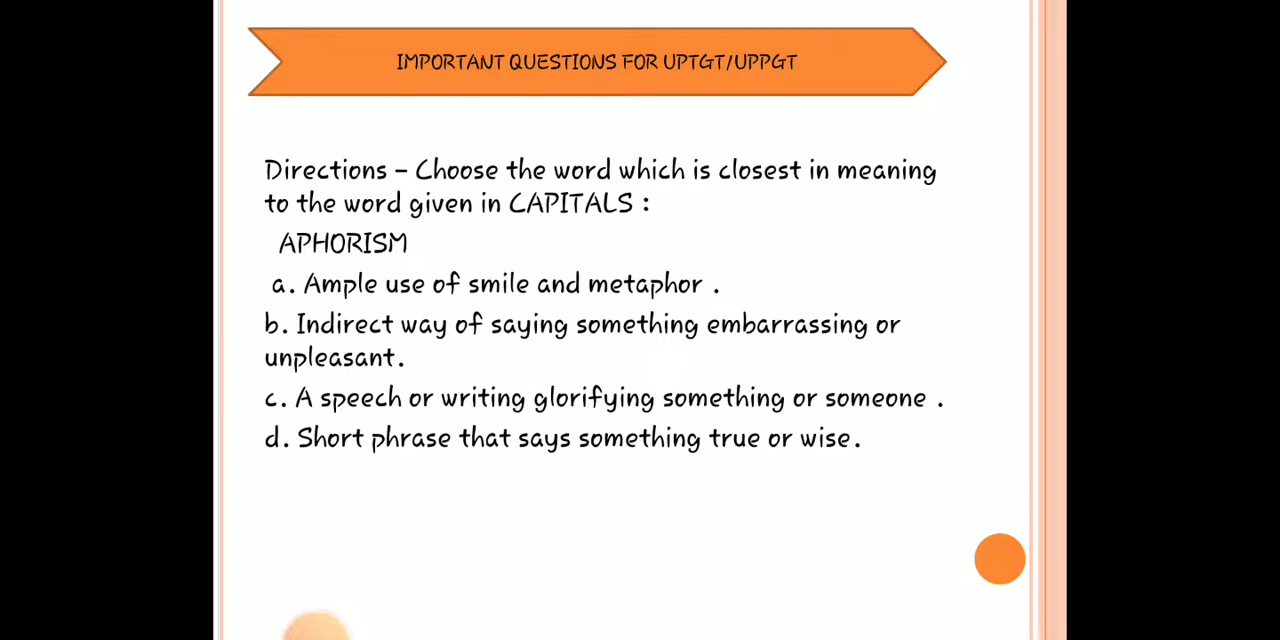 IMPORTANT QUESTIONS FOR UPTGT/UPPGT
Directions – Choose the word which is closest in meaning
to the word given in CAPITALS :
APHORISM
a. Ample use of smile and metaphor .
b. Indirect way of saying something embarrassing or
unpleasant.
c. A speech or writing glorifying something or someone .
d. Short phrase that says something true or wise.